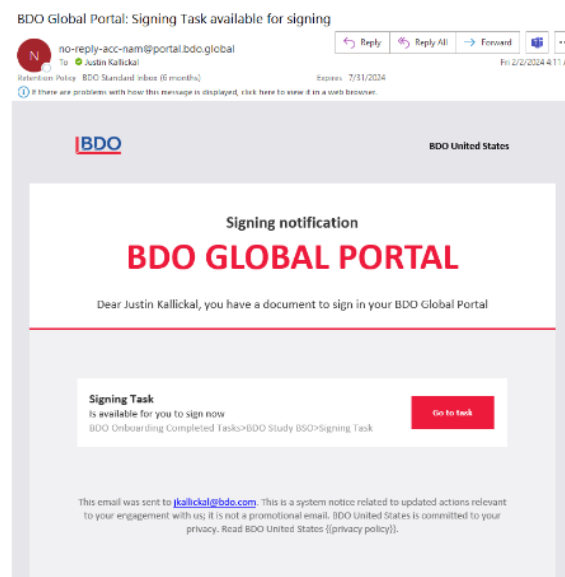 BDO Global Portal: Signing Task available for signing
Reply
Reply All
Forward
N
no-reply-acc-nam@portal.bdo.global
To Justin Kallickal
Fri 2/2/2024 4:11
Retention Policy BDO Standard Inbox (6 months)
Expires 7/31/2024
If there are problems with how this message is displayed, click here to view it in a web browser.
BDO
BDO United States
Signing notification
BDO GLOBAL PORTAL
Dear Justin Kallickal, you have a document to sign in your BDO Global Portal
Signing Task
Is available for you to sign now
BDO Onboarding Completed Tasks>BDO Study BSO>Signing Task
Go to task
This email was sent to jkallickal@bdo.com. This is a system notice related to updated actions relevant
to your engagement with us; it is not a promotional email. BDO United States is committed to your
privacy. Read BDO United States {{privacy policy}}.